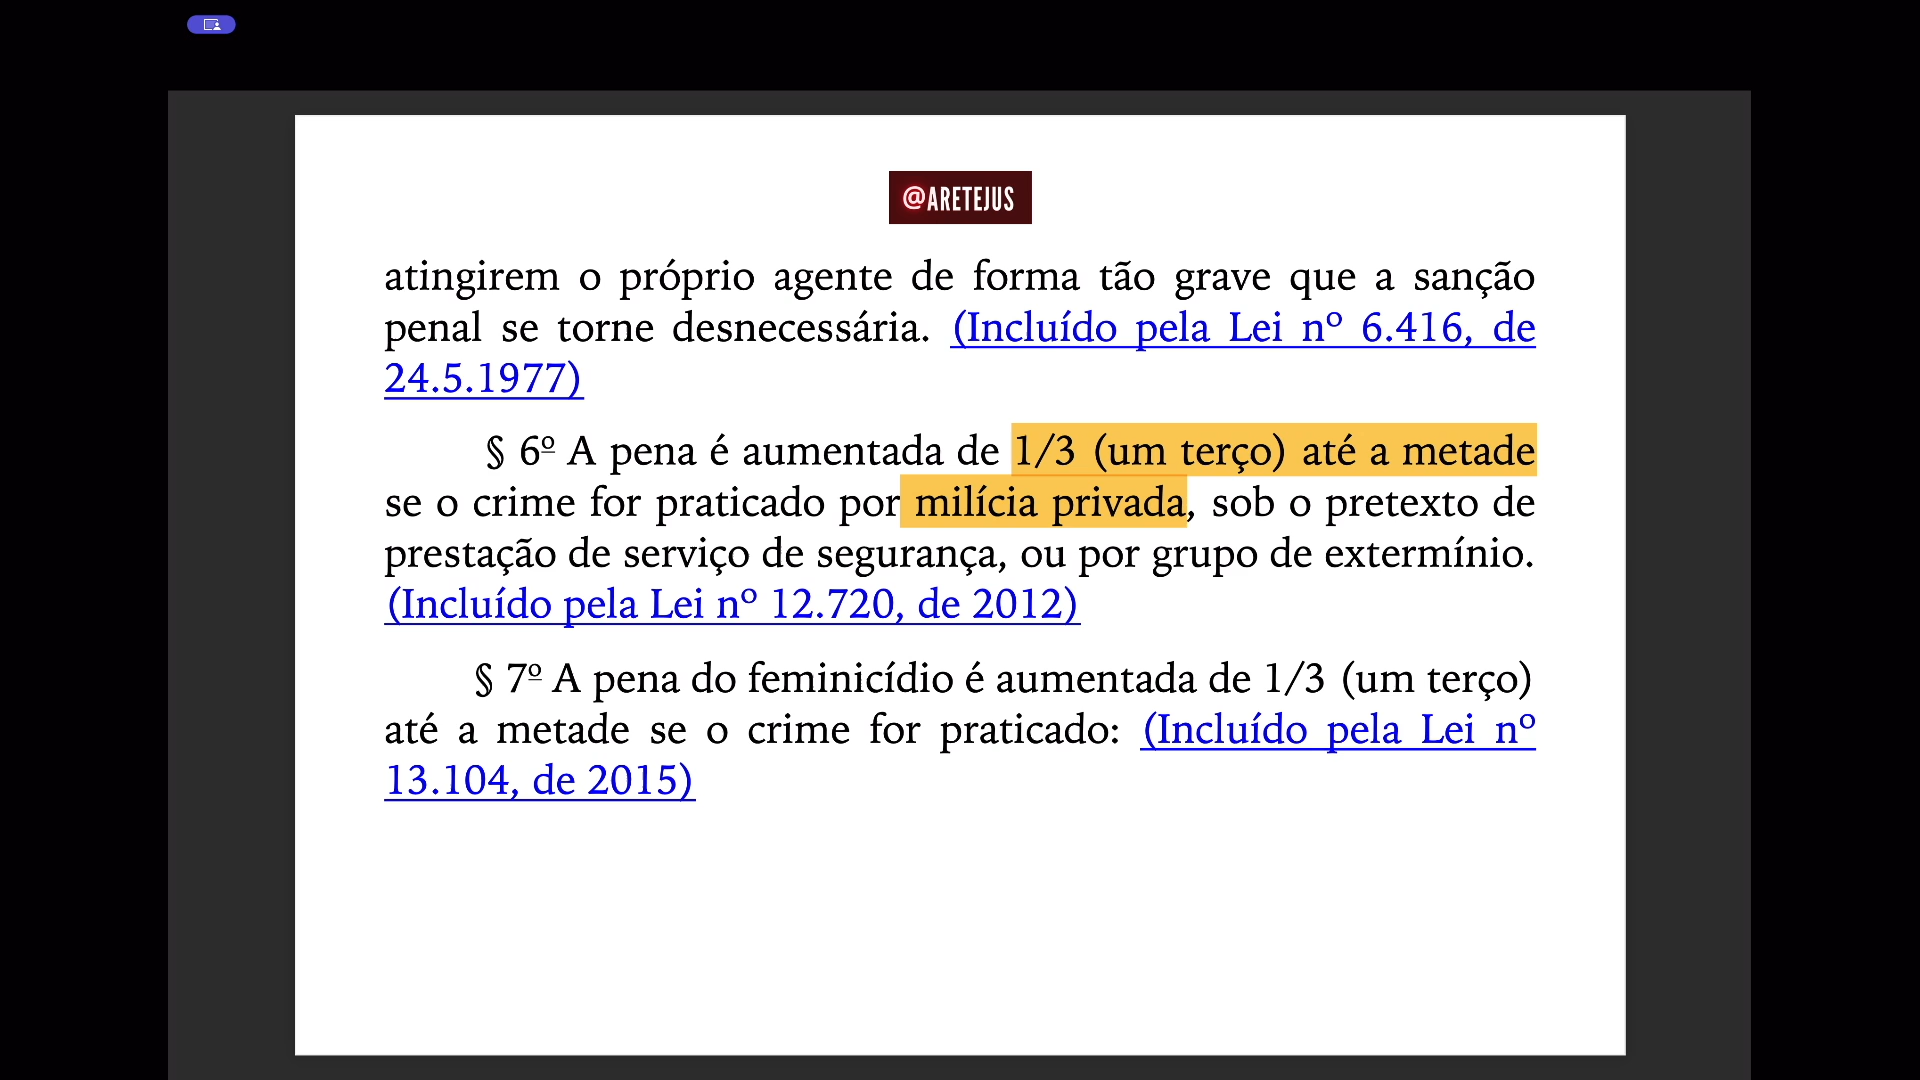 @ARETEJUS
atingirem o próprio agente de forma tão grave que a sanção
penal se torne desnecessária. (Incluído pela Lei nº 6.416, de
24.5.1977)
§ 6º A pena é aumentada de 1/3 (um terço) até a metade
se o crime for praticado por milícia privada, sob o pretexto de
prestação de serviço de segurança, ou por grupo de extermínio.
(Incluído pela Lei nº 12.720, de 2012)
§ 7º A pena do feminicídio é aumentada de 1/3 (um terço)
até a metade se o crime for praticado: (Incluído pela Lei nº
13.104, de 2015)